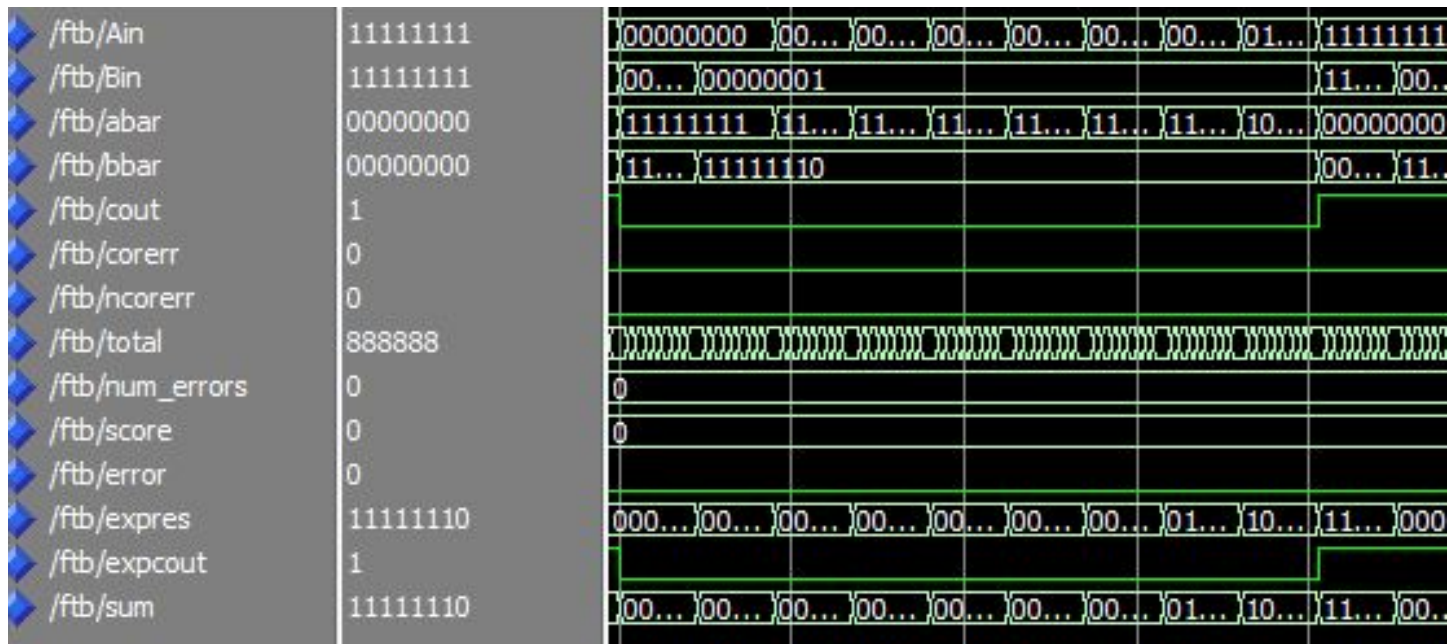 /ftb/Ain 11111111 00000000 00... 00... 00... 00... 00... 00... 01... 11111111
/ftb/Bin 11111111 00... 00000001 11... 00..
/ftb/abar 00000000 11111111 11... 11... 11... 11... 11... 11... 10... 00000000
/ftb/bbar 00000000 11... 11111110 00... 11..
/ftb/cout 1
/ftb/corerr 0
/ftb/ncorerr 0
/ftb/total 888888
/ftb/num_errors 0 0
/ftb/score 0 0
/ftb/error 0
/ftb/expres 11111110 000... 00... 00... 00... 00... 00... 00... 01... 10... 11... 000
/ftb/expcout 1
/ftb/sum 11111110 00... 00... 00... 00... 00... 00... 00... 01... 10... 11... 00..